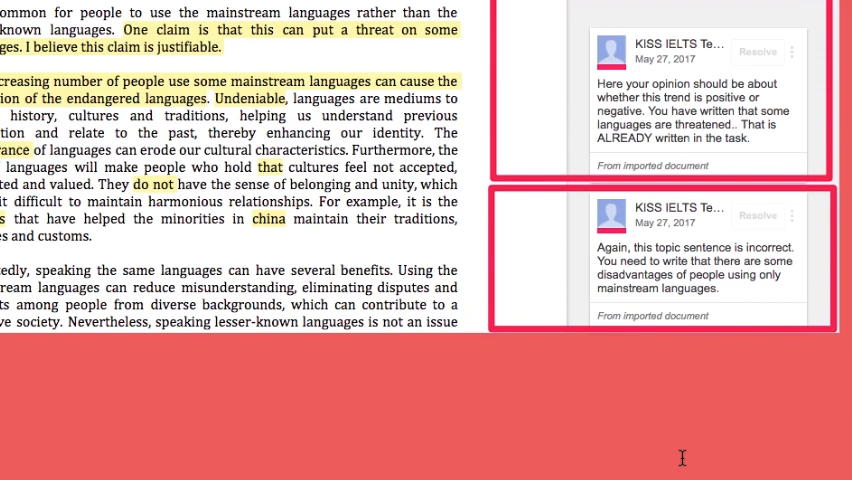 common for people to use the mainstream languages rather than the
known languages. One claim is that this can put a threat on some
ges. I believe this claim is justifiable.
creasing number of people use some mainstream languages can cause the
ion of the endangered languages. Undeniable, languages are mediums to
history, cultures and traditions, helping us understand previous
tion and relate to the past, thereby enhancing our identity. The
rance of languages can erode our cultural characteristics. Furthermore, the
languages will make people who hold that cultures feel not accepted,
ted and valued. They do not have the sense of belonging and unity, which
it difficult to maintain harmonious relationships. For example, it is the
s that have helped the minorities in china maintain their traditions,
es and customs.
tedly, speaking the same languages can have several benefits. Using the
ream languages can reduce misunderstanding, eliminating disputes and
ts among people from diverse backgrounds, which can contribute to a
ve society. Nevertheless, speaking lesser-known languages is not an issue
KISS IELTS Te...
Resolve
May 27, 2017
Here your opinion should be about
whether this trend is positive or
negative. You have written that some
languages are threatened.. That is
ALREADY written in the task.
From imported document
KISS IELTS Te...
Resolve
May 27, 2017
Again, this topic sentence is incorrect.
You need to write that there are some
disadvantages of people using only
mainstream languages.
From imported document